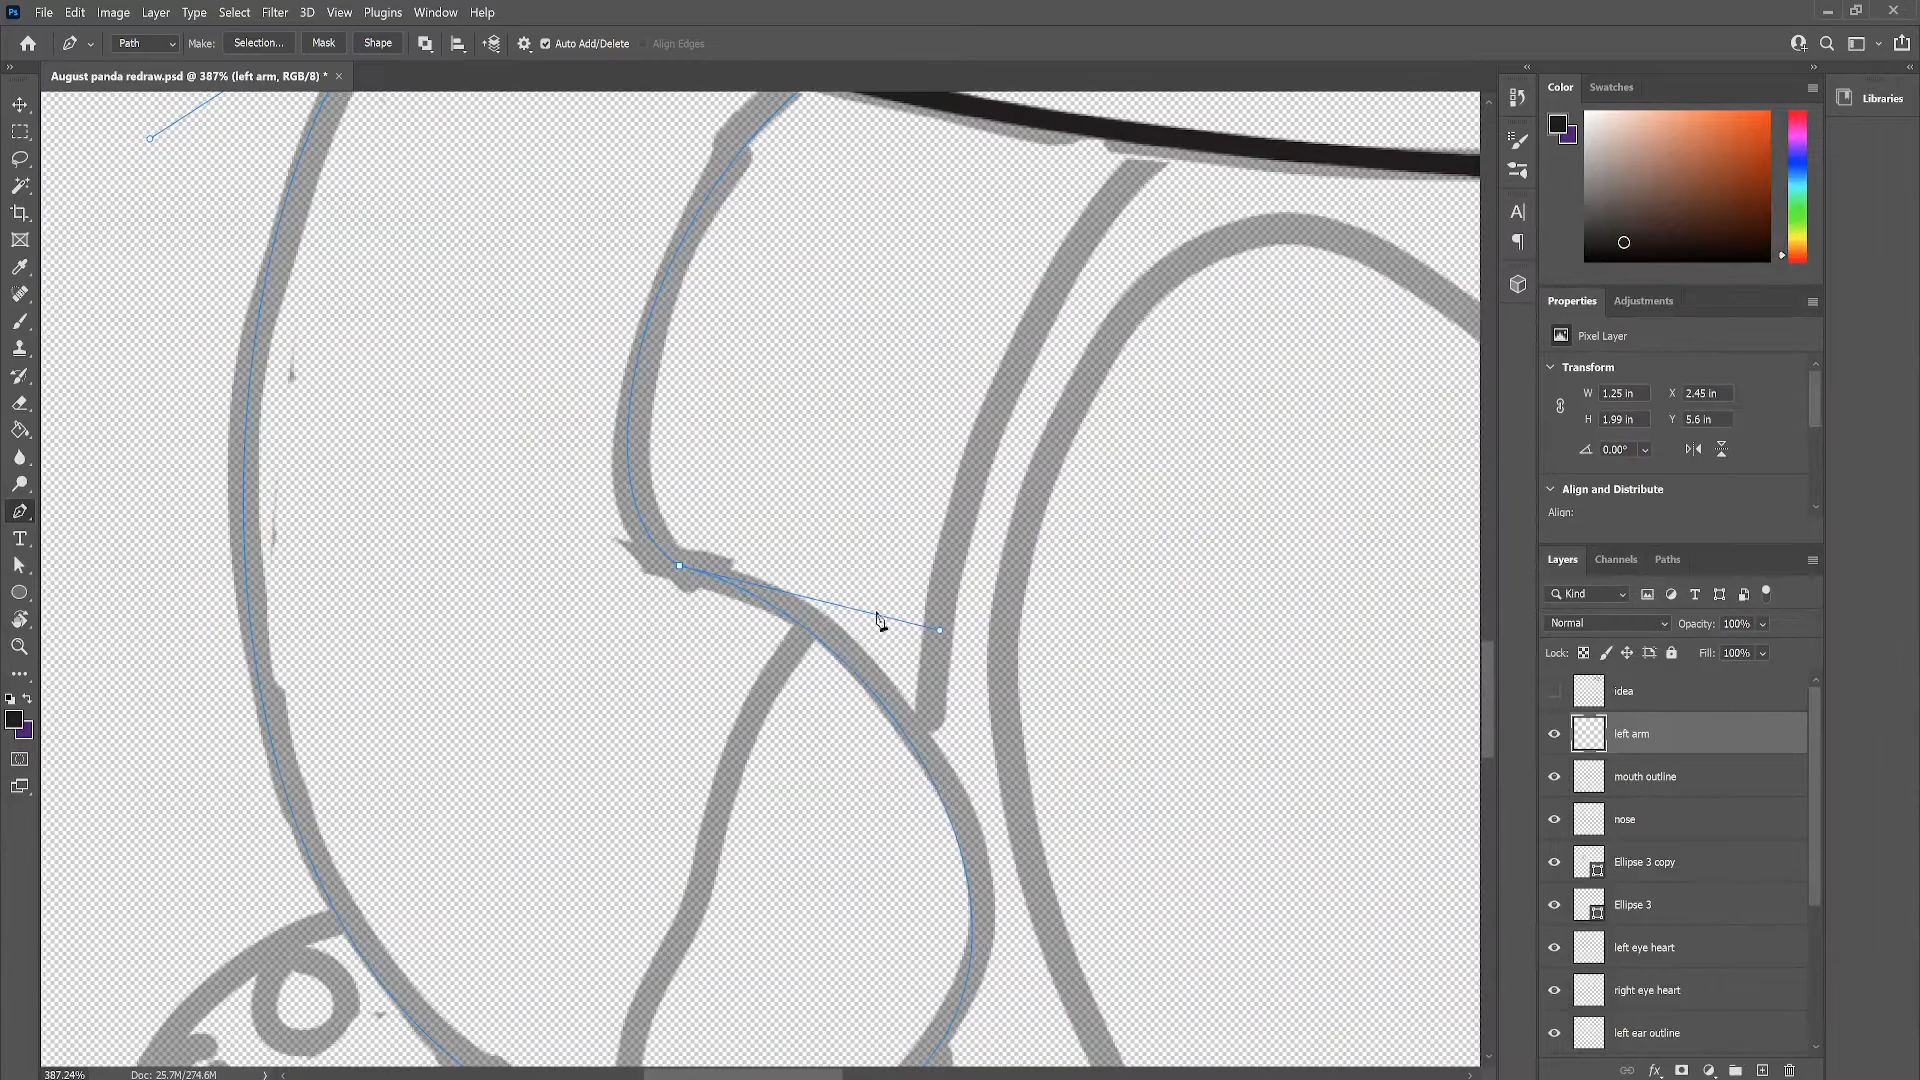 Ps File Edit Image Layer Type Select Filter 3D View Plugins Window Help
Path Make: Selection... Mask Shape Auto Add/Delete Align Edges
August panda redraw.psd @ 387% (left arm, RGB/8) * ×
Color Swatches
Libraries
Properties Adjustments
Pixel Layer
Transform
W 1.25 in X 2.45 in
H 1.99 in Y 5.6 in
0.00°
Align and Distribute
Align:
Layers Channels Paths
Kind
Normal Opacity: 100%
Lock: Fill: 100%
idea
left arm
mouth outline
nose
Ellipse 3 copy
Ellipse 3
left eye heart
right eye heart
left ear outline
387.24% Doc: 25.7M/274.6M